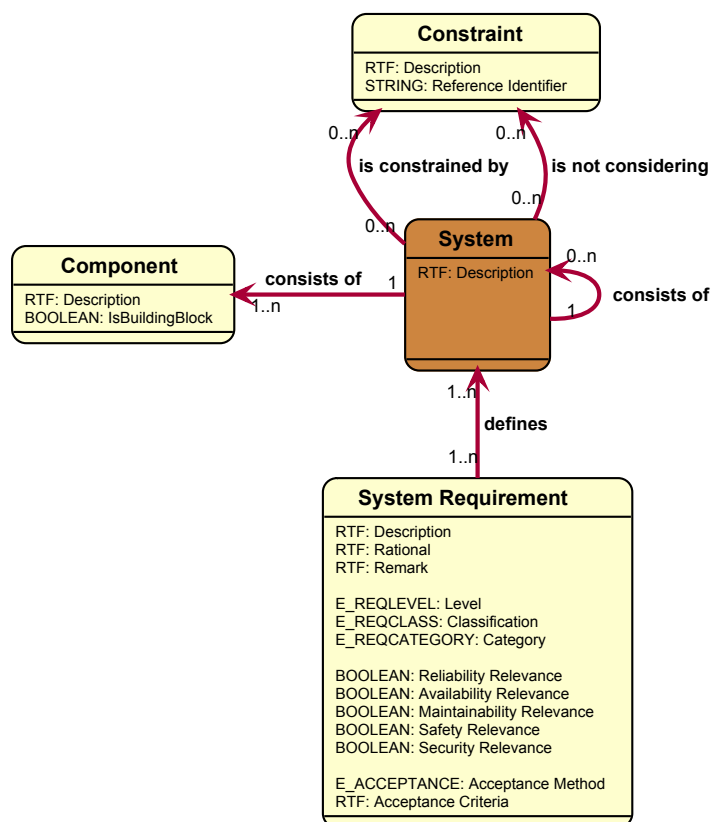 Constraint
RTF: Description
STRING: Reference Identifier
0..n
0..n
is constrained by
is not considering
0..n
0..n
System
RTF: Description
0..n
1
consists of
Component
RTF: Description
BOOLEAN: IsBuildingBlock
consists of
1
1..n
1..n
defines
1..n
System Requirement
RTF: Description
RTF: Rational
RTF: Remark
E_REQLEVEL: Level
E_REQCLASS: Classification
E_REQCATEGORY: Category
BOOLEAN: Reliability Relevance
BOOLEAN: Availability Relevance
BOOLEAN: Maintainability Relevance
BOOLEAN: Safety Relevance
BOOLEAN: Security Relevance
E_ACCEPTANCE: Acceptance Method
RTF: Acceptance Criteria